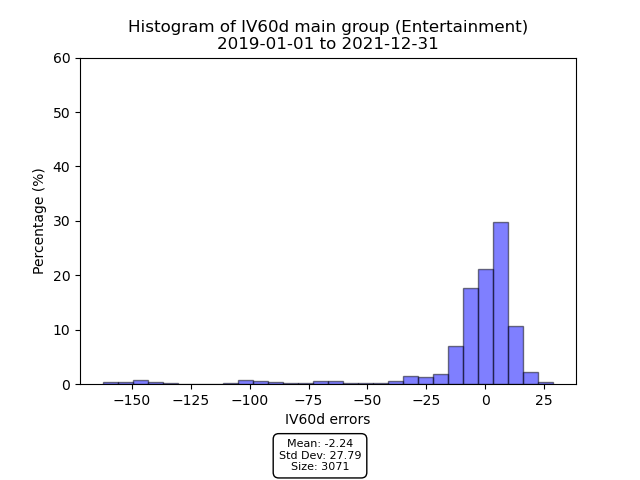 Histogram of IV60d main group (Entertainment)
2019-01-01 to 2021-12-31
60
50
40
30
20
10
0
Percentage (%)
−150
−125
−100
−75
−50
−25
0
25
IV60d errors
Mean: -2.24
Std Dev: 27.79
Size: 3071